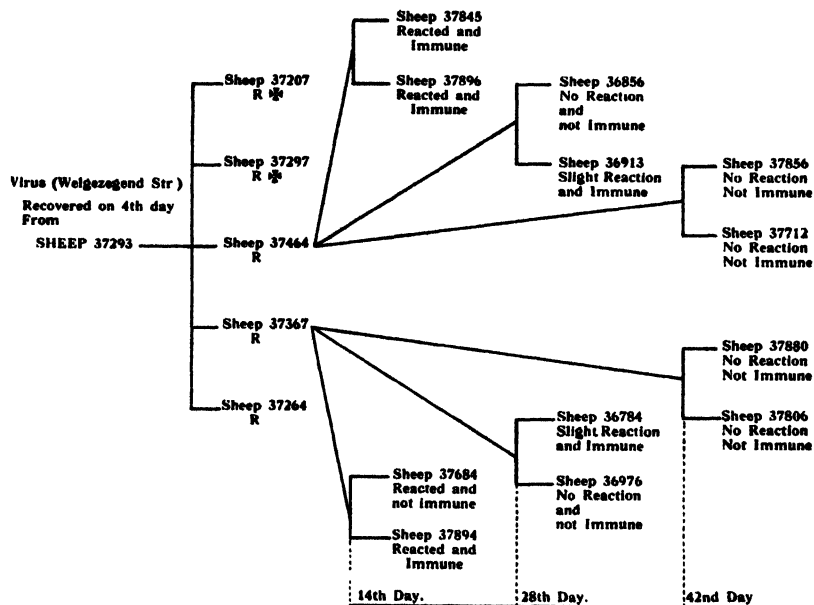 Sheep 37845
Reacted and
Immune
Sheep 37896
Reacted and
Immune
Sheep 37207
R ✠
Sheep 37297
R ✠
Virus (Welgezegend Str)
Recovered on 4th day
From
SHEEP 37293
Sheep 37464
R
Sheep 37367
R
Sheep 37264
R
Sheep 36856
No Reaction
and
not Immune
Sheep 36913
Slight Reaction
and Immune
Sheep 37856
No Reaction
Not Immune
Sheep 37712
No Reaction
Not Immune
Sheep 37880
No Reaction
Not Immune
Sheep 37806
No Reaction
Not Immune
Sheep 36784
Slight Reaction
and Immune
Sheep 36976
No Reaction
and
not Immune
Sheep 37684
Reacted and
not immune
Sheep 37894
Reacted and
Immune
14th Day.
28th Day.
42nd Day